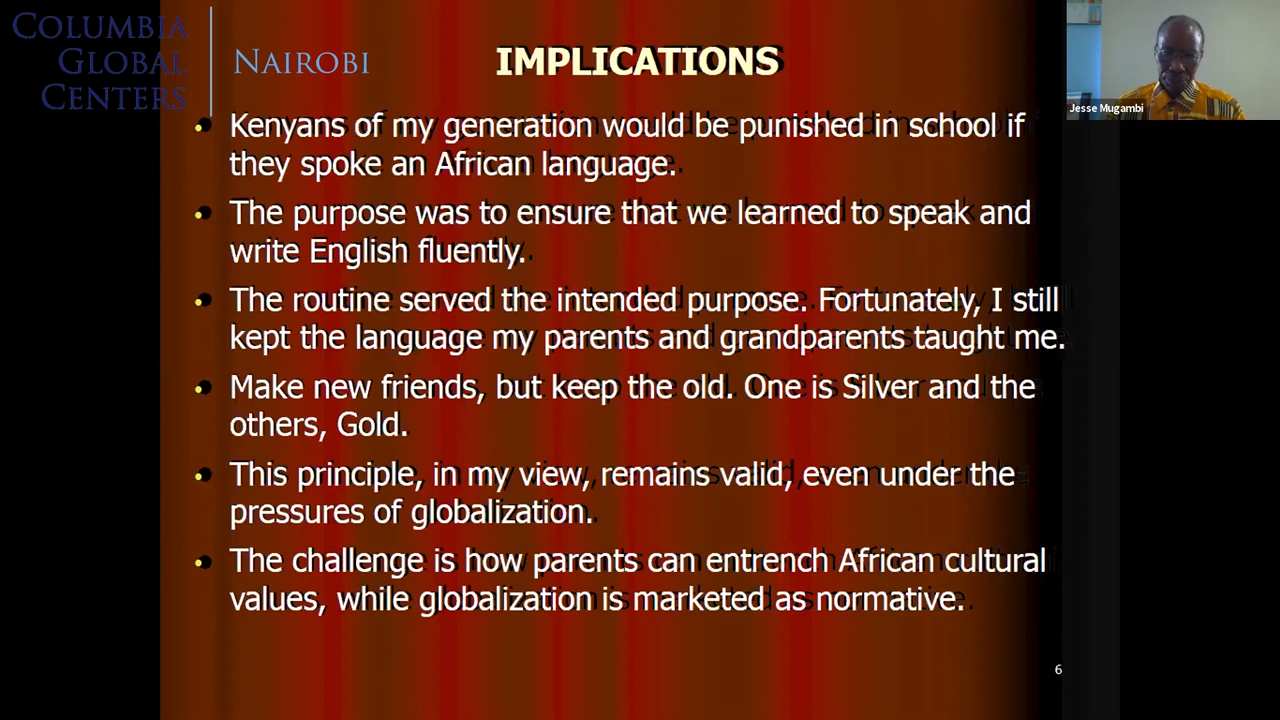 COLUMBIA
GLOBAL
CENTERS
NAIROBI
IMPLICATIONS
Jesse Mugambi
• Kenyans of my generation would be punished in school if
they spoke an African language.
• The purpose was to ensure that we learned to speak and
write English fluently.
• The routine served the intended purpose. Fortunately, I still
kept the language my parents and grandparents taught me.
• Make new friends, but keep the old. One is Silver and the
others, Gold.
• This principle, in my view, remains valid, even under the
pressures of globalization.
• The challenge is how parents can entrench African cultural
values, while globalization is marketed as normative.
6